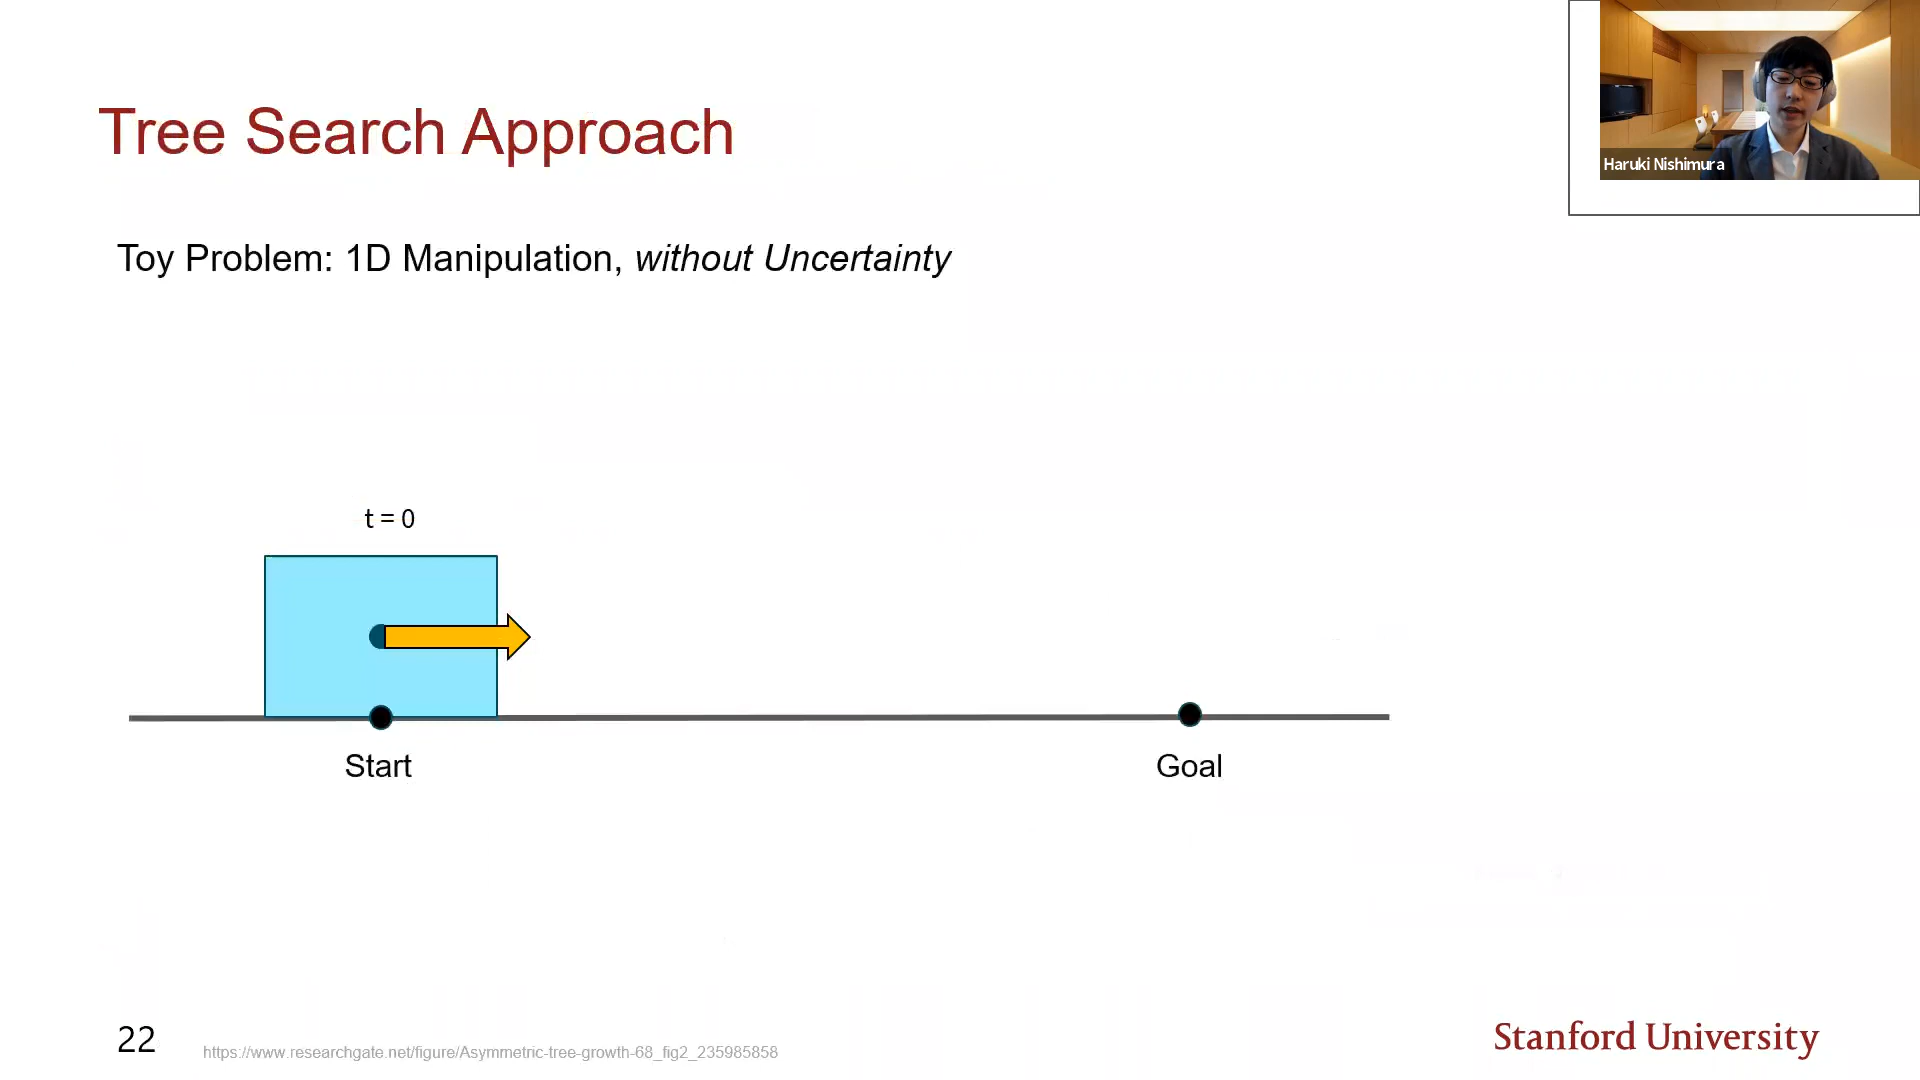 Tree Search Approach
Haruki Nishimura
Toy Problem: 1D Manipulation, without Uncertainty
t = 0
Start
Goal
22
https://www.researchgate.net/figure/Asymmetric-tree-growth-68_fig2_235985858
Stanford University